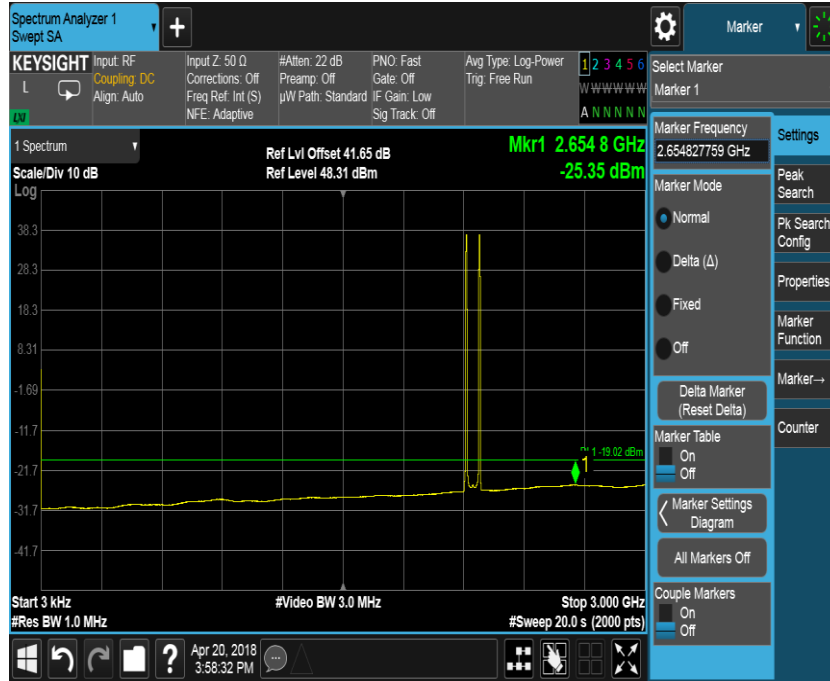 Spectrum Analyzer 1
Swept SA
Marker
KEYSIGHT
L
LXI
Input: RF
Coupling: DC
Align: Auto
Input Z: 50 Ω
Corrections: Off
Freq Ref: Int (S)
NFE: Adaptive
#Atten: 22 dB
Preamp: Off
µW Path: Standard
PNO: Fast
Gate: Off
IF Gain: Low
Sig Track: Off
Avg Type: Log-Power
Trig: Free Run
1 2 3 4 5 6
W W W W W W
A N N N N N
Select Marker
Marker 1
1 Spectrum
Scale/Div 10 dB
Log
Ref Lvl Offset 41.65 dB
Ref Level 48.31 dBm
Mkr1 2.654 8 GHz
-25.35 dBm
38.3
28.3
18.3
8.31
-1.69
-11.7
-21.7
-31.7
-41.7
-19.02 dBm
1
Start 3 kHz
#Res BW 1.0 MHz
#Video BW 3.0 MHz
Stop 3.000 GHz
#Sweep 20.0 s (2000 pts)
Marker Frequency
2.654827759 GHz
Marker Mode
Normal
Delta (Δ)
Fixed
Off
Delta Marker
(Reset Delta)
Marker Table
On
Off
Marker Settings
Diagram
All Markers Off
Couple Markers
On
Off
Settings
Peak
Search
Pk Search
Config
Properties
Marker
Function
Marker→
Counter
?
Apr 20, 2018
3:58:32 PM